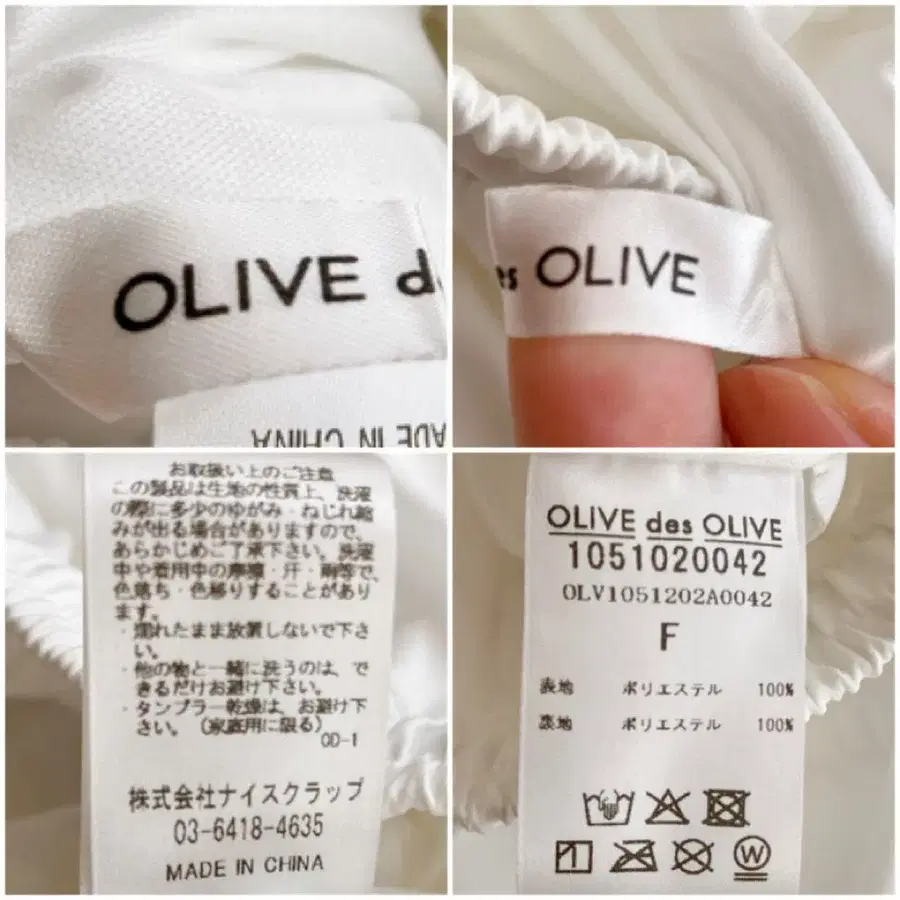 OLIVE d
es OLIVE
MADE IN CHINA
お取扱い上のご注意
この製品は生地の性質上、洗濯
の際に多少のゆがみ・ねじれ縮
みが出る場合がありますので、
あらかじめご了承下さい。洗濯
中や着用中の摩擦・汗・雨等で、
色落ち・色移りすることがあり
ます。
・濡れたまま放置しないで下さ
い。
・他の物と一緒に洗うのは、で
きるだけお避け下さい。
・タンブラー乾燥は、お避け下
さい。(家庭用に限る)
OD-1
株式会社ナイスクラップ
03-6418-4635
MADE IN CHINA
OLIVE des OLIVE
1051020042
OLV1051202A0042
F
表地 ポリエステル 100%
裏地 ポリエステル 100%
W